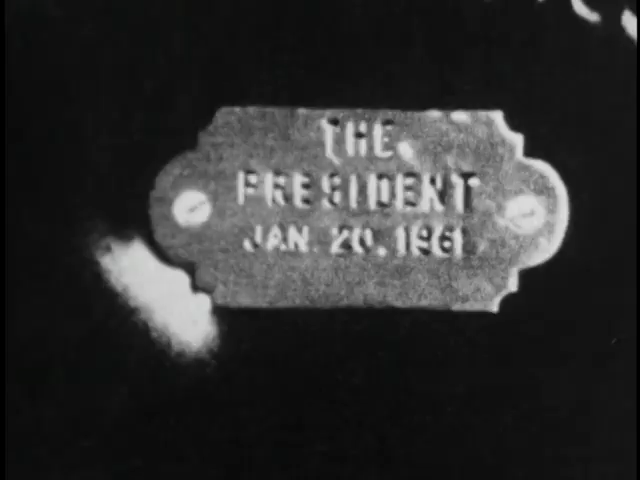 THE
PRESIDENT
JAN. 20. 1961